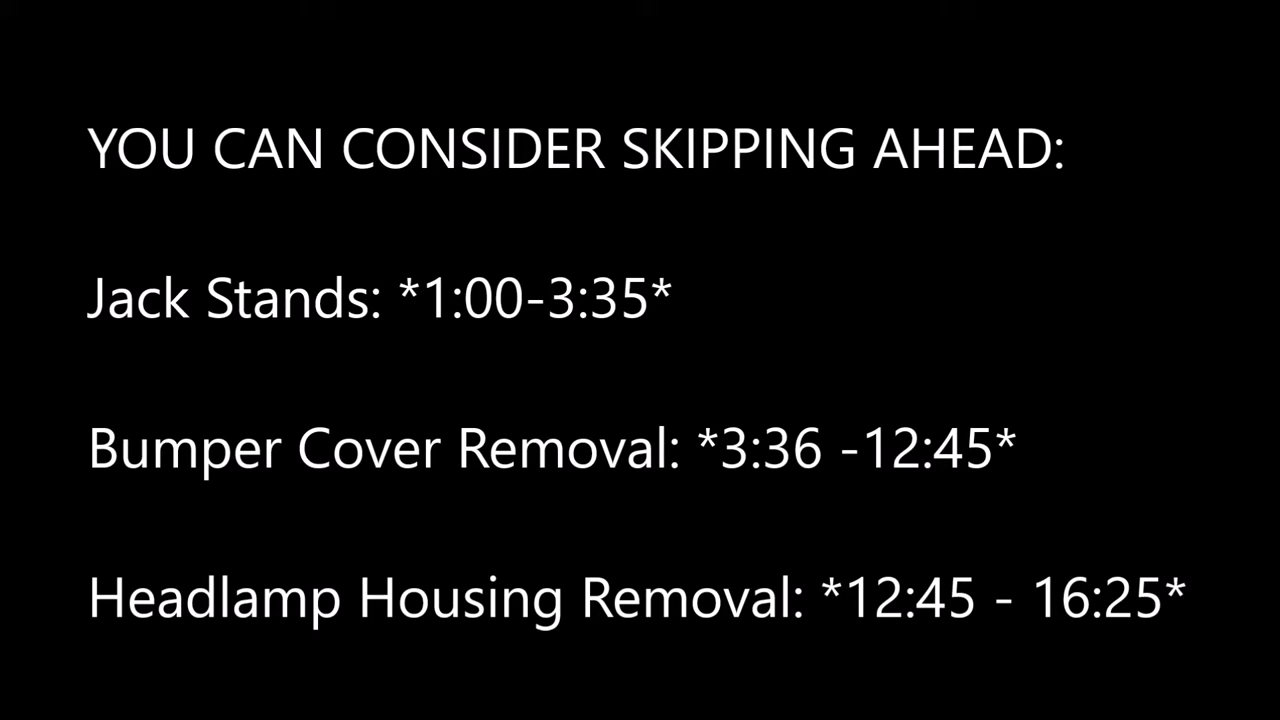 YOU CAN CONSIDER SKIPPING AHEAD:
Jack Stands: *1:00-3:35*
Bumper Cover Removal: *3:36 -12:45*
Headlamp Housing Removal: *12:45 - 16:25*